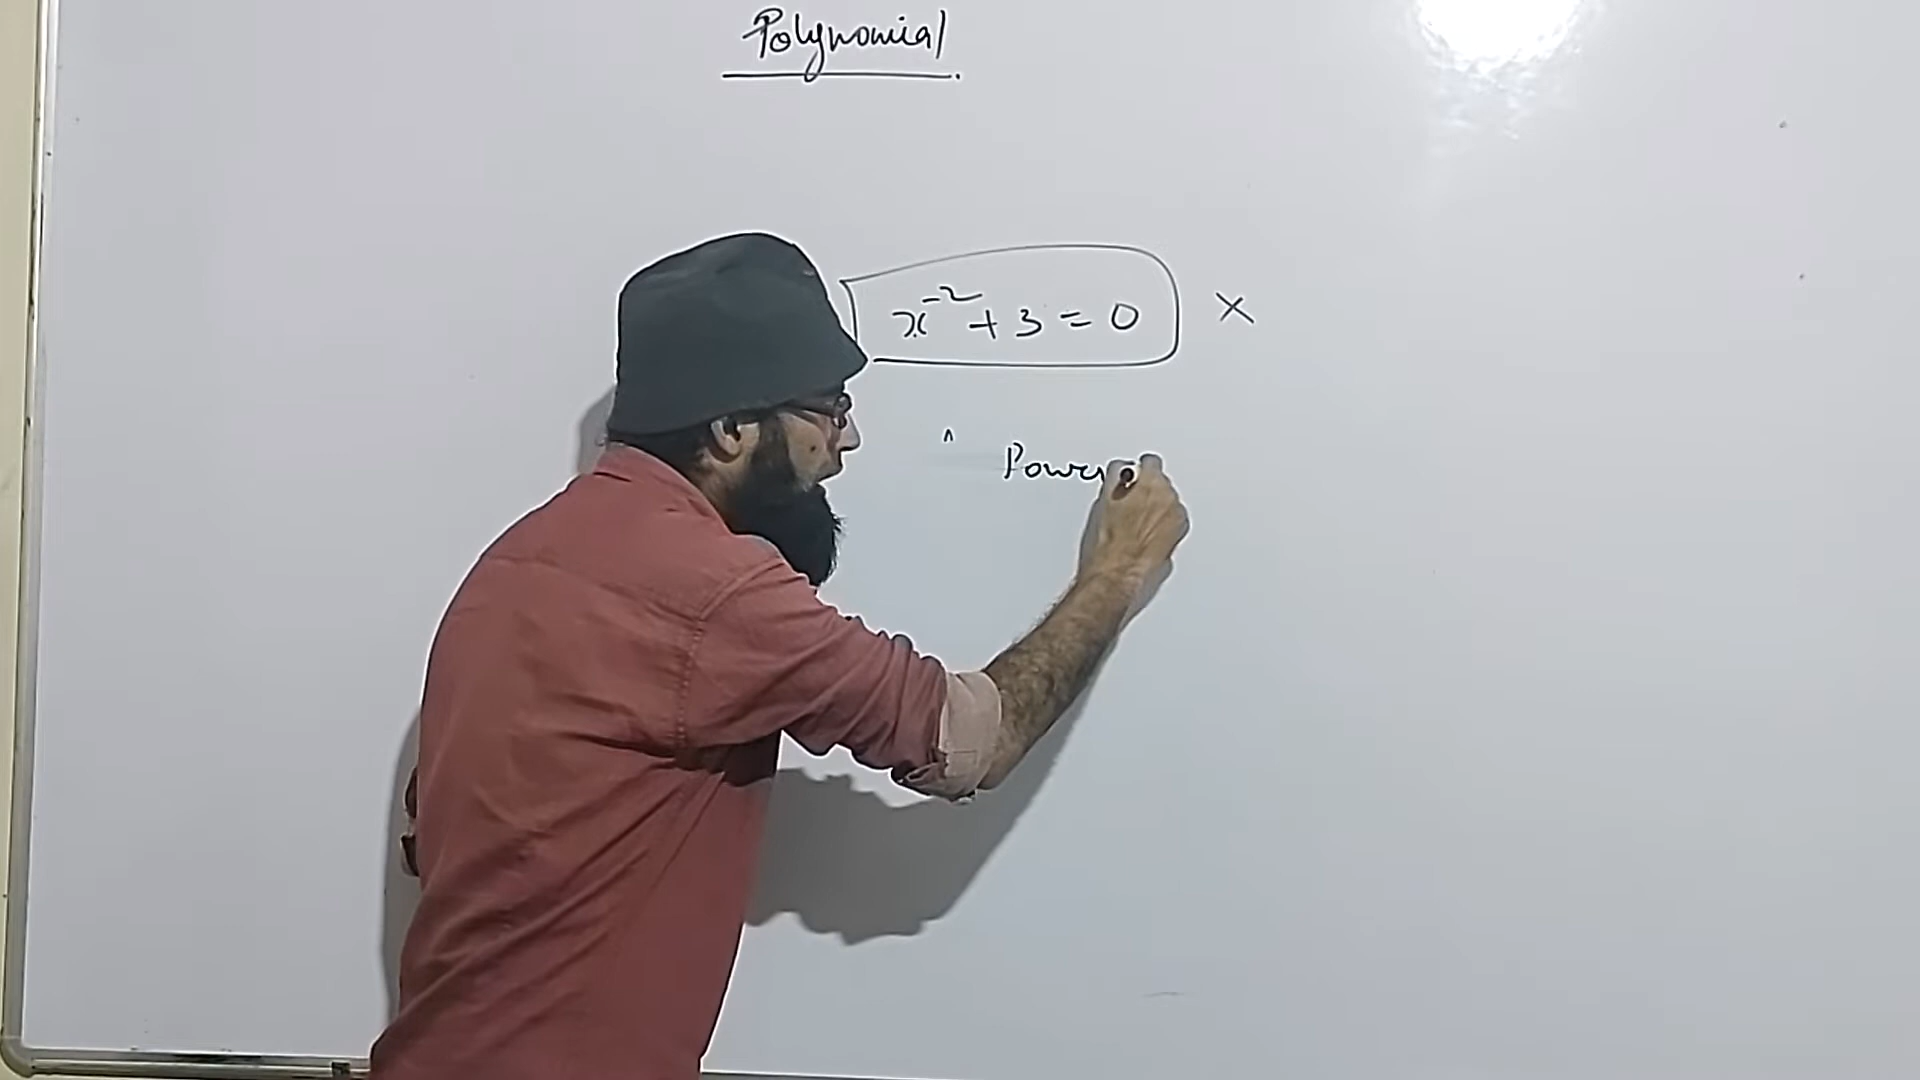 Polynomial
x⁻² + 3 = 0 ×
Power